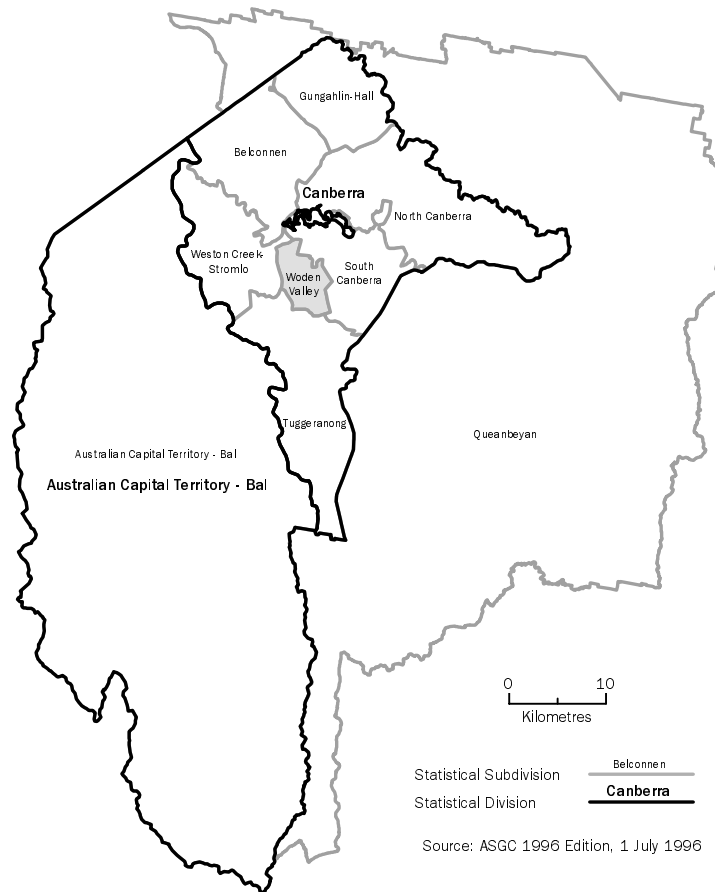 Gungahlin-Hall
Belconnen
Canberra
North Canberra
Weston Creek-
Stromlo
South
Canberra
Woden
Valley
Tuggeranong
Queanbeyan
Australian Capital Territory - Bal
Australian Capital Territory - Bal
0 10
Kilometres
Statistical Subdivision Belconnen
Statistical Division Canberra
Source: ASGC 1996 Edition, 1 July 1996